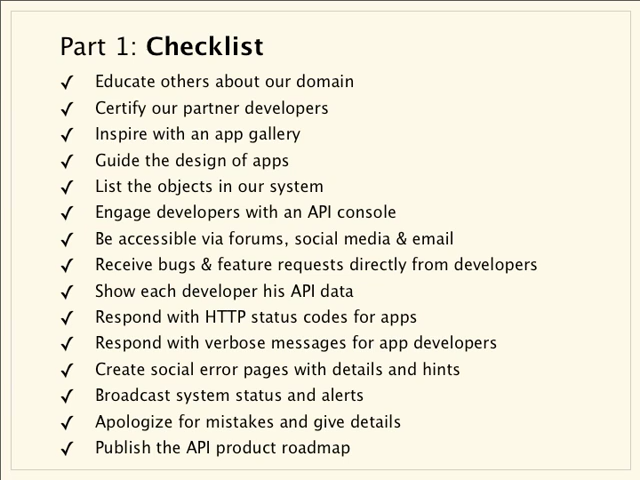 Part 1: Checklist
✓ Educate others about our domain
✓ Certify our partner developers
✓ Inspire with an app gallery
✓ Guide the design of apps
✓ List the objects in our system
✓ Engage developers with an API console
✓ Be accessible via forums, social media & email
✓ Receive bugs & feature requests directly from developers
✓ Show each developer his API data
✓ Respond with HTTP status codes for apps
✓ Respond with verbose messages for app developers
✓ Create social error pages with details and hints
✓ Broadcast system status and alerts
✓ Apologize for mistakes and give details
✓ Publish the API product roadmap